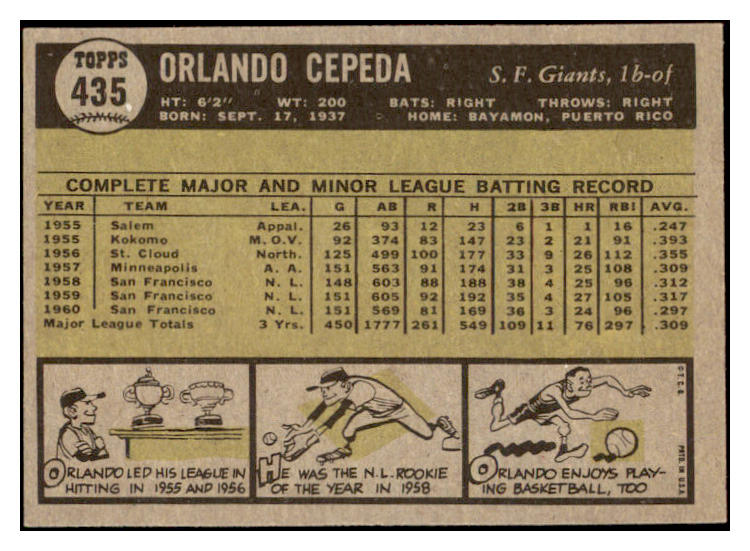 TOPPS
435
ORLANDO CEPEDA
S. F. Giants, 1b-of
HT: 6'2" WT: 200 BATS: RIGHT THROWS: RIGHT
BORN: SEPT. 17, 1937 HOME: BAYAMON, PUERTO RICO
COMPLETE MAJOR AND MINOR LEAGUE BATTING RECORD
YEAR TEAM LEA. G AB R H 2B 3B HR RBI AVG.
1955 Salem Appal. 26 93 12 23 6 1 1 16 .247
1955 Kokomo M. O. V. 92 374 83 147 23 2 21 91 .393
1956 St. Cloud North. 125 499 100 177 33 9 26 112 .355
1957 Minneapolis A. A. 151 563 91 174 31 3 25 108 .309
1958 San Francisco N. L. 148 603 88 188 38 4 25 96 .312
1959 San Francisco N. L. 151 605 92 192 35 4 27 105 .317
1960 San Francisco N. L. 151 569 81 169 36 3 24 96 .297
Major League Totals 3 Yrs. 450 1777 261 549 109 11 76 297 .309
ORLANDO LED HIS LEAGUE IN
HITTING IN 1955 AND 1956
HE WAS THE N.L. ROOKIE
OF THE YEAR IN 1958
ORLANDO ENJOYS PLAY-
ING BASKETBALL, TOO
© T. C. G.
PRTD. IN U.S.A.